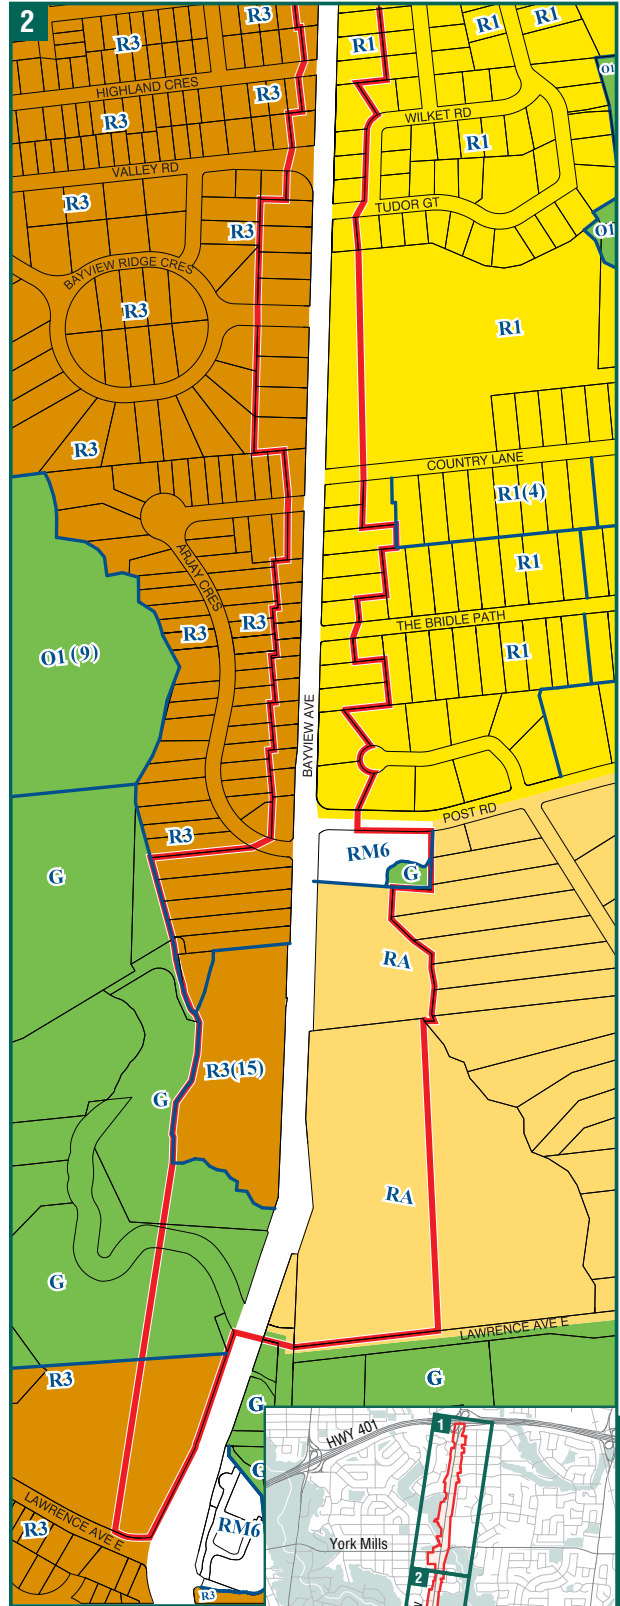 2
R3
R3
R1
R1
R1
O1
HIGHLAND CRES
R3
R3
WILKET RD
R1
VALLEY RD
R3
TUDOR GT
R3
O1
BAYVIEW RIDGE CRES
R3
R1
R3
COUNTRY LANE
R1(4)
ARJAY CRES
R1
R3
R3
THE BRIDLE PATH
R1
O1 (9)
BAYVIEW AVE
POST RD
R3
RM6
G
G
RA
R3(15)
G
RA
G
LAWRENCE AVE E
R3
G
G
G
LAWRENCE AVE E
R3
RM6
R3
HWY 401
1
York Mills
2